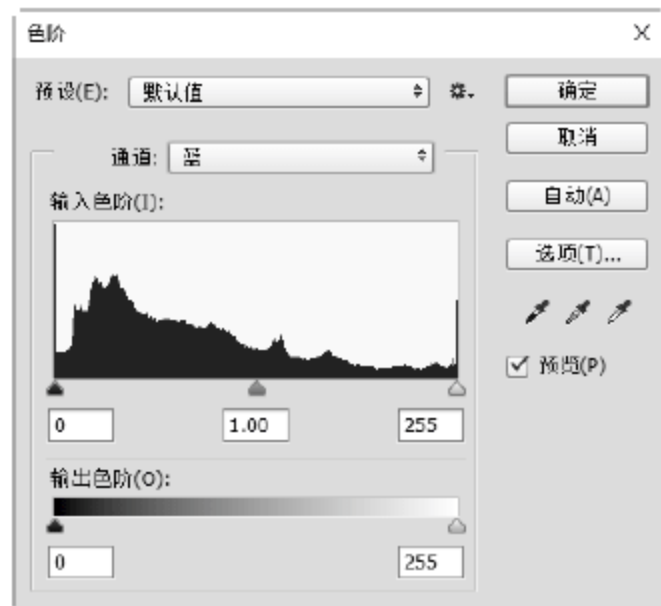 色阶
预设(E): 默认值
确定
取消
通道: 蓝
自动(A)
输入色阶(I):
选项(T)...
预览(P)
0 1.00 255
输出色阶(O):
0 255